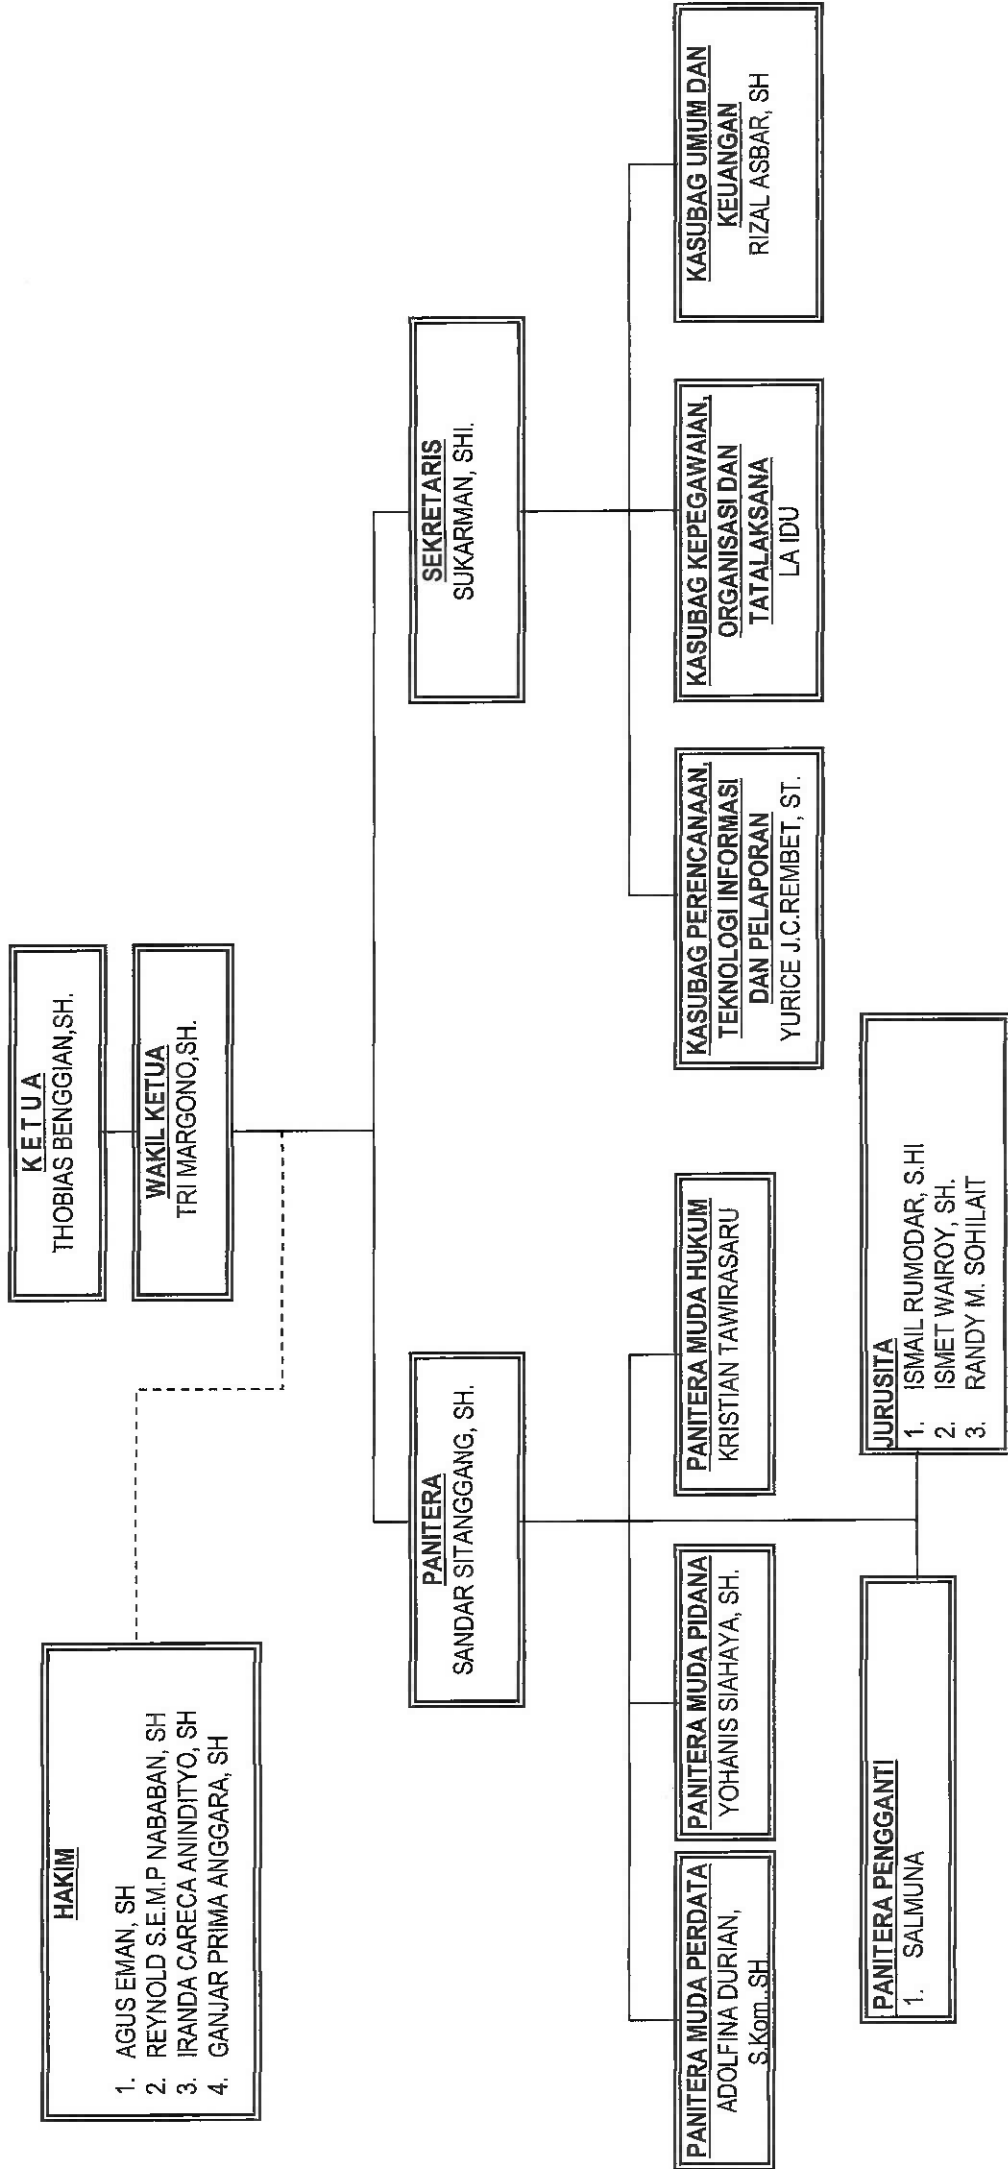 K E T U A
THOBIAS BENGGIAN,SH.
WAKIL KETUA
TRI MARGONO,SH.
HAKIM
1. AGUS EMAN, SH
2. REYNOLD S.E.M.P NABABAN, SH
3. IRANDA CARECA ANINDITYO, SH
4. GANJAR PRIMA ANGGARA, SH
PANITERA
SANDAR SITANGGANG, SH.
SEKRETARIS
SUKARMAN, SHI.
PANITERA MUDA PERDATA
ADOLFINA DURIAN,
S.Kom.,SH
PANITERA MUDA PIDANA
YOHANIS SIAHAYA, SH.
PANITERA MUDA HUKUM
KRISTIAN TAWIRASARU
KASUBAG PERENCANAAN,
TEKNOLOGI INFORMASI
DAN PELAPORAN
YURICE J.C.REMBET, ST.
KASUBAG KEPEGAWAIAN,
ORGANISASI DAN
TATALAKSANA
LA IDU
KASUBAG UMUM DAN
KEUANGAN
RIZAL ASBAR, SH
PANITERA PENGGANTI
1. SALMUNA
JURUSITA
1. ISMAIL RUMODAR, S.HI
2. ISMET WAIROY, SH.
3. RANDY M. SOHILAIT